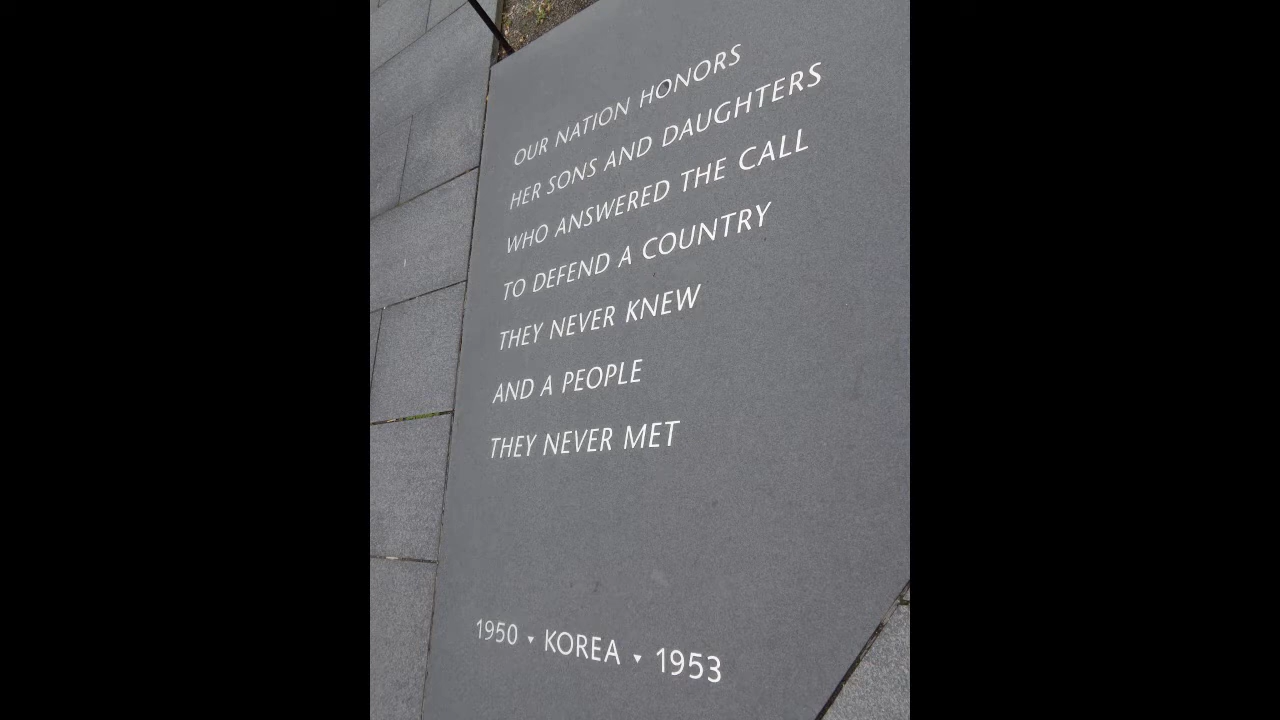 OUR NATION HONORS
HER SONS AND DAUGHTERS
WHO ANSWERED THE CALL
TO DEFEND A COUNTRY
THEY NEVER KNEW
AND A PEOPLE
THEY NEVER MET
1950 ▾ KOREA ▾ 1953